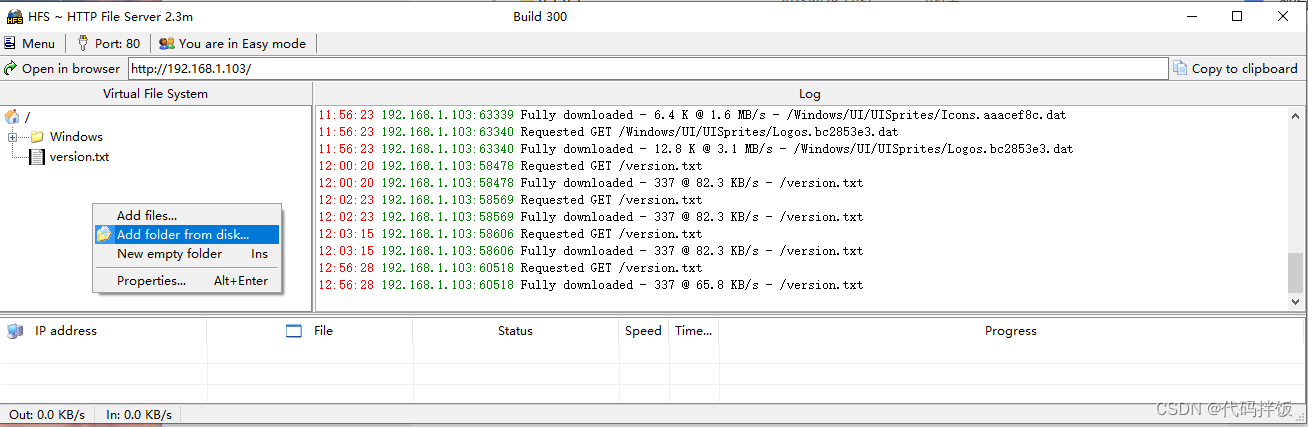 HFS ~ HTTP File Server 2.3m Build 300
Menu Port: 80 You are in Easy mode
Open in browser http://192.168.1.103/ Copy to clipboard
Virtual File System
/
Windows
version.txt
Add files...
Add folder from disk...
New empty folder Ins
Properties... Alt+Enter
Log
11:56:23 192.168.1.103:63339 Fully downloaded - 6.4 K @ 1.6 MB/s - /Windows/UI/UISprites/Icons.aaacef8c.dat
11:56:23 192.168.1.103:63340 Requested GET /Windows/UI/UISprites/Logos.bc2853e3.dat
11:56:23 192.168.1.103:63340 Fully downloaded - 12.8 K @ 3.1 MB/s - /Windows/UI/UISprites/Logos.bc2853e3.dat
12:00:20 192.168.1.103:58478 Requested GET /version.txt
12:00:20 192.168.1.103:58478 Fully downloaded - 337 @ 82.3 KB/s - /version.txt
12:02:23 192.168.1.103:58569 Requested GET /version.txt
12:02:23 192.168.1.103:58569 Fully downloaded - 337 @ 82.3 KB/s - /version.txt
12:03:15 192.168.1.103:58606 Requested GET /version.txt
12:03:15 192.168.1.103:58606 Fully downloaded - 337 @ 82.3 KB/s - /version.txt
12:56:28 192.168.1.103:60518 Requested GET /version.txt
12:56:28 192.168.1.103:60518 Fully downloaded - 337 @ 65.8 KB/s - /version.txt
IP address File Status Speed Time... Progress
Out: 0.0 KB/s In: 0.0 KB/s
CSDN @代码拌饭